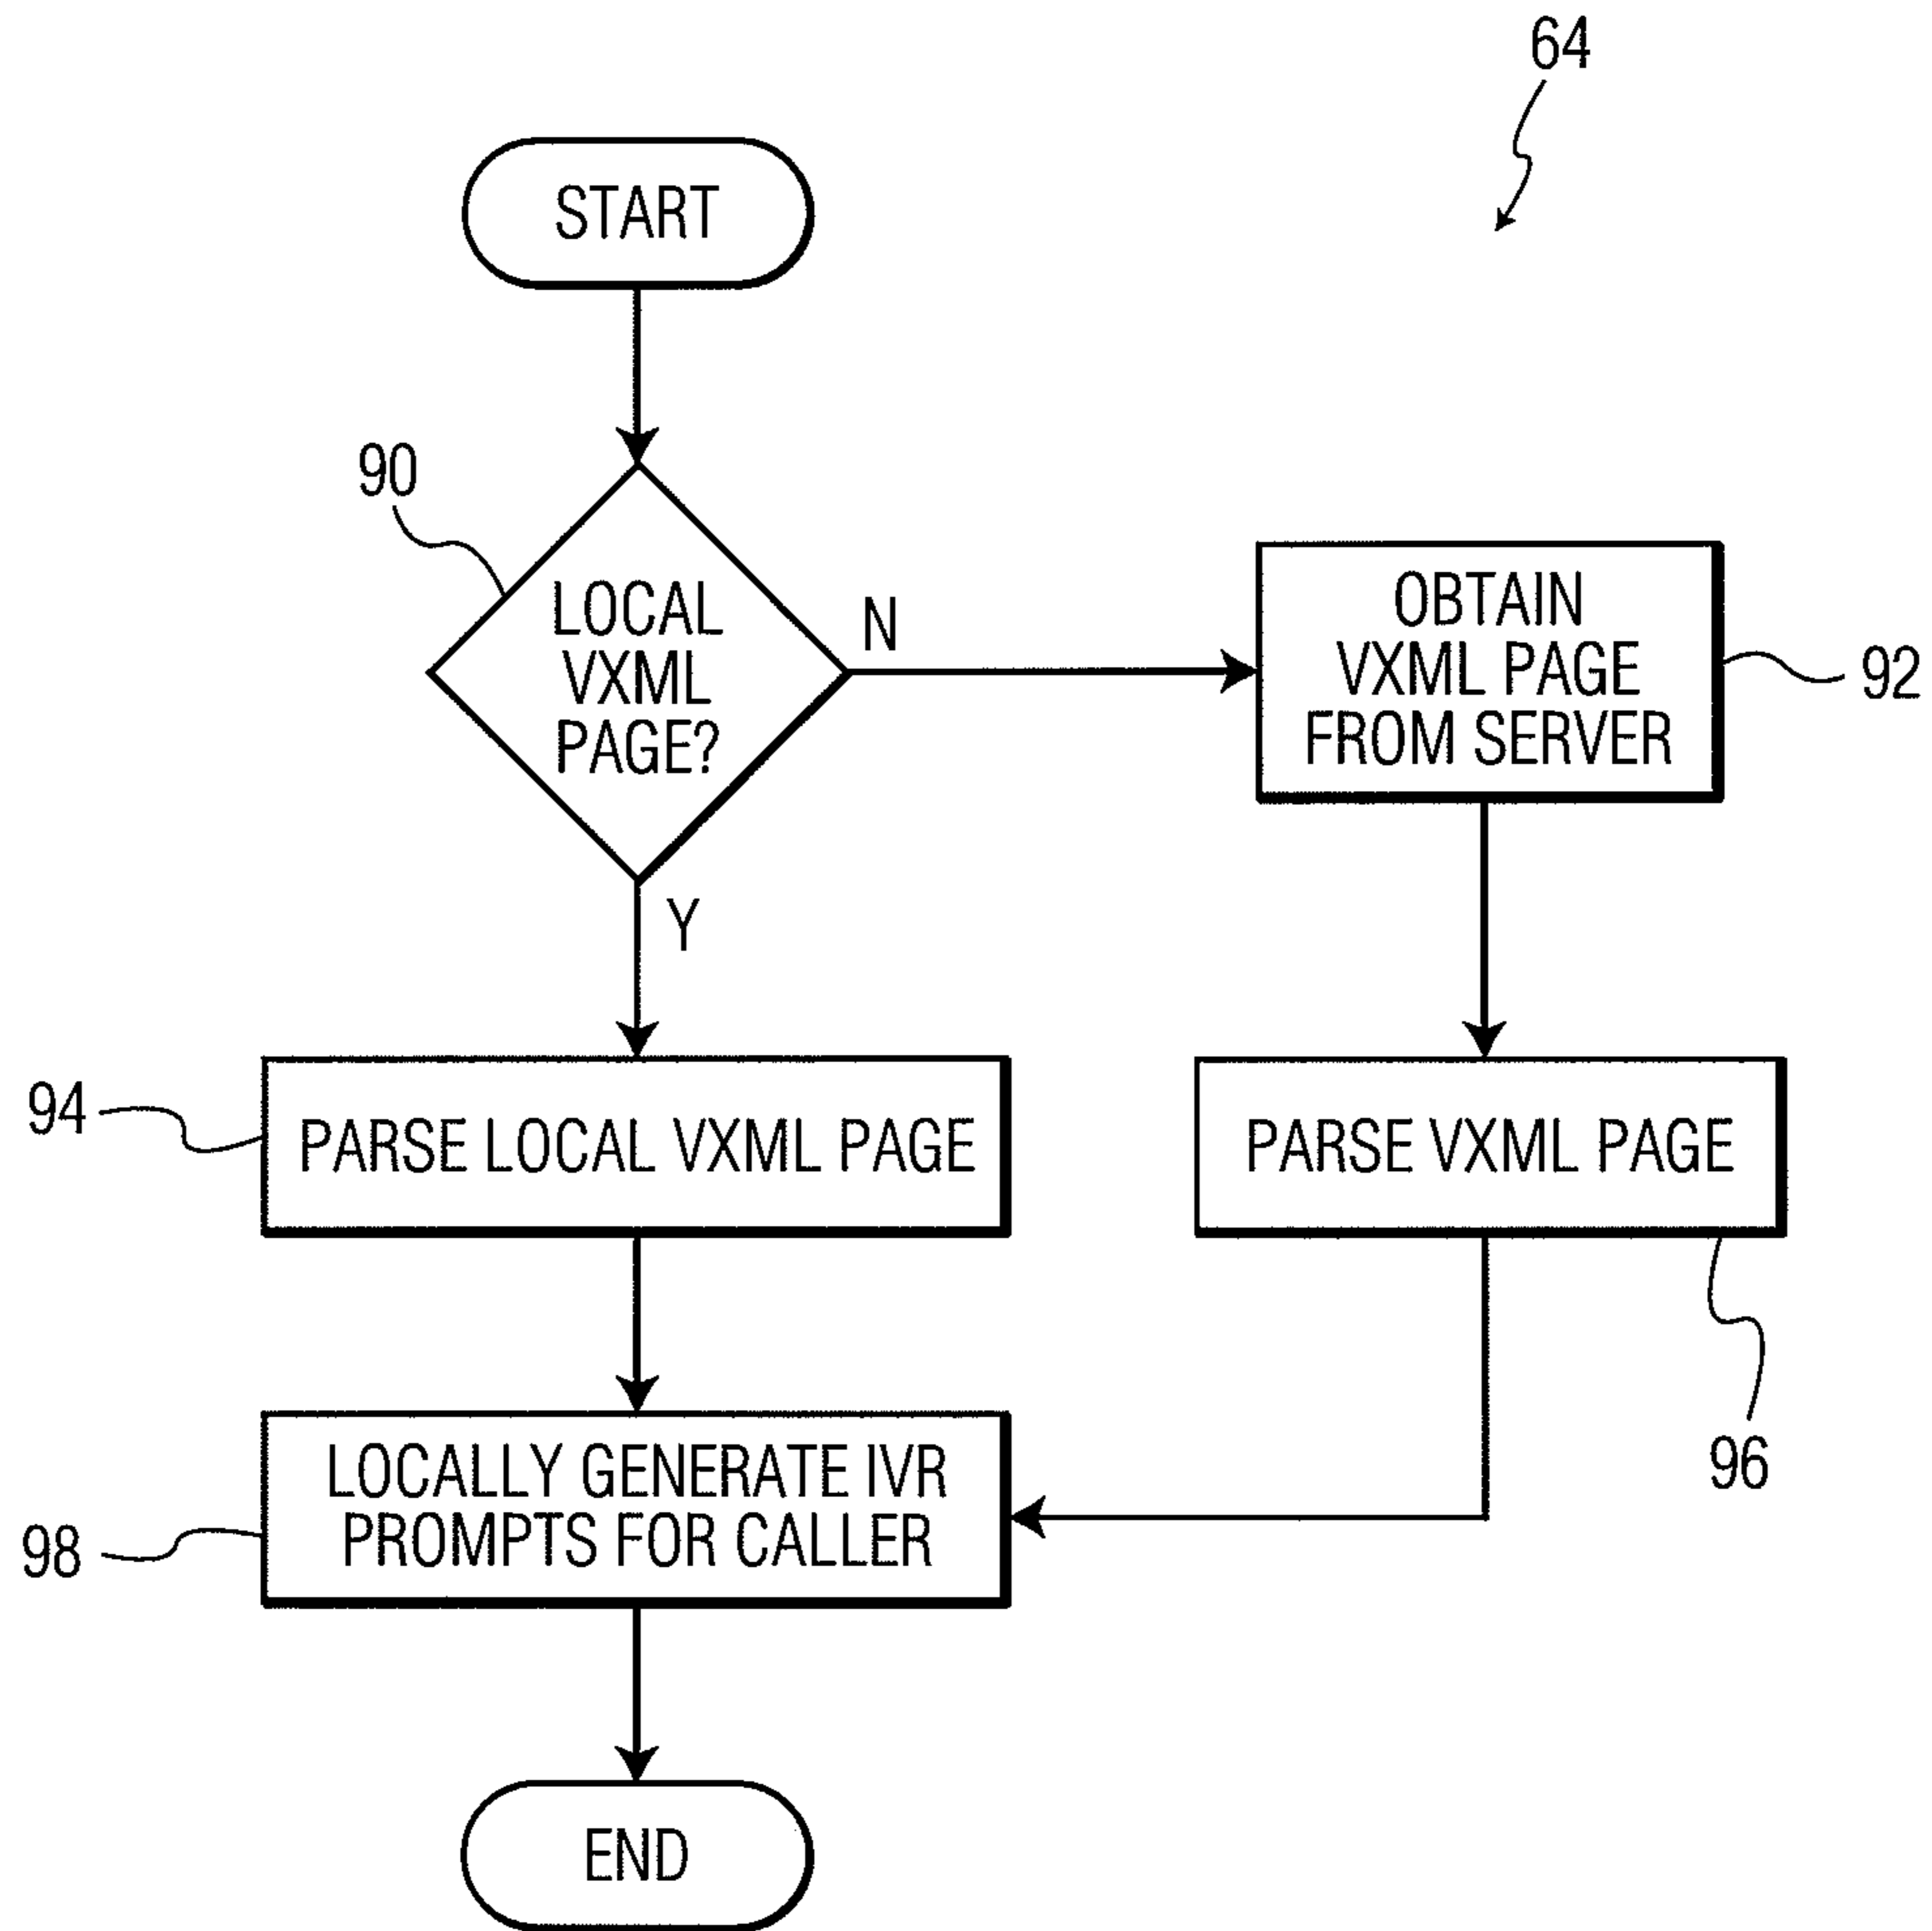 64
START
90
LOCAL
VXML
PAGE?
N
OBTAIN
VXML PAGE
FROM SERVER
92
Y
94
PARSE LOCAL VXML PAGE
PARSE VXML PAGE
96
98
LOCALLY GENERATE IVR
PROMPTS FOR CALLER
END